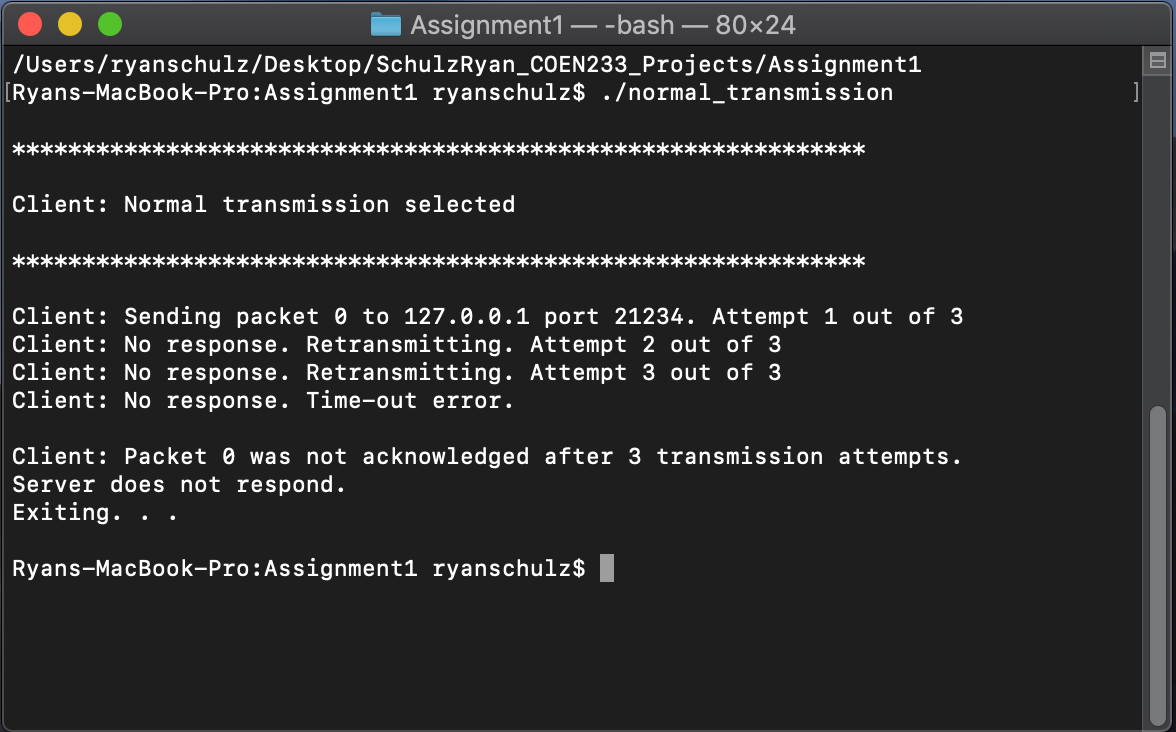 Assignment1 — -bash — 80×24
/Users/ryanschulz/Desktop/SchulzRyan_COEN233_Projects/Assignment1
[Ryans-MacBook-Pro:Assignment1 ryanschulz$ ./normal_transmission ]
*************************************************************
Client: Normal transmission selected
*************************************************************
Client: Sending packet 0 to 127.0.0.1 port 21234. Attempt 1 out of 3
Client: No response. Retransmitting. Attempt 2 out of 3
Client: No response. Retransmitting. Attempt 3 out of 3
Client: No response. Time-out error.
Client: Packet 0 was not acknowledged after 3 transmission attempts.
Server does not respond.
Exiting. . .
Ryans-MacBook-Pro:Assignment1 ryanschulz$